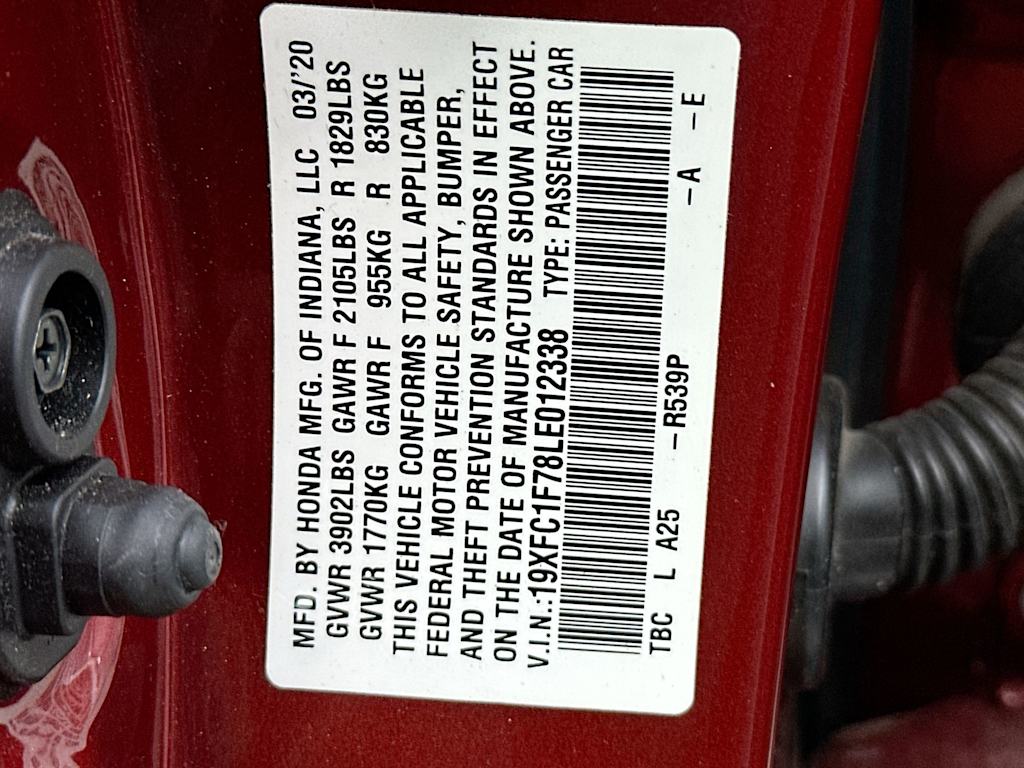 MFD. BY HONDA MFG. OF INDIANA, LLC 03/'20
GVWR 3902LBS GAWR F 2105LBS R 1829LBS
GVWR 1770KG GAWR F 955KG R 830KG
THIS VEHICLE CONFORMS TO ALL APPLICABLE
FEDERAL MOTOR VEHICLE SAFETY, BUMPER,
AND THEFT PREVENTION STANDARDS IN EFFECT
ON THE DATE OF MANUFACTURE SHOWN ABOVE.
V.I.N.:19XFC1F78LE012338 TYPE: PASSENGER CAR
TBC L A25 –R539P –A –E